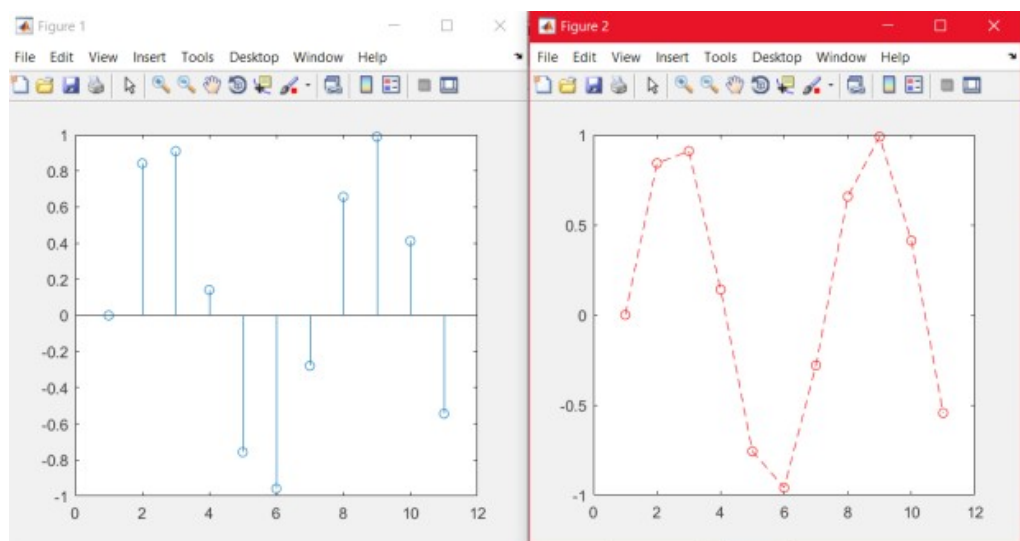 Figure 1
File Edit View Insert Tools Desktop Window Help
1
0.8
0.6
0.4
0.2
0
-0.2
-0.4
-0.6
-0.8
-1
0 2 4 6 8 10 12
Figure 2
File Edit View Insert Tools Desktop Window Help
1
0.5
0
-0.5
-1
0 2 4 6 8 10 12